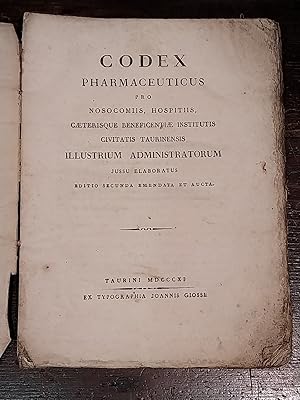 CODEX
PHARMACEUTICUS
PRO
NOSOCOMIIS, HOSPITIIS,
CÆTERISQUE BENEFICENTIÆ INSTITUTIS
CIVITATIS TAURINENSIS
ILLUSTRIUM ADMINISTRATORUM
JUSSU ELABORATUS
EDITIO SECUNDA EMENDATA ET AUCTA.
TAURINI MDCCCXI
EX TYPOGRAPHIA JOANNIS GIOSSI